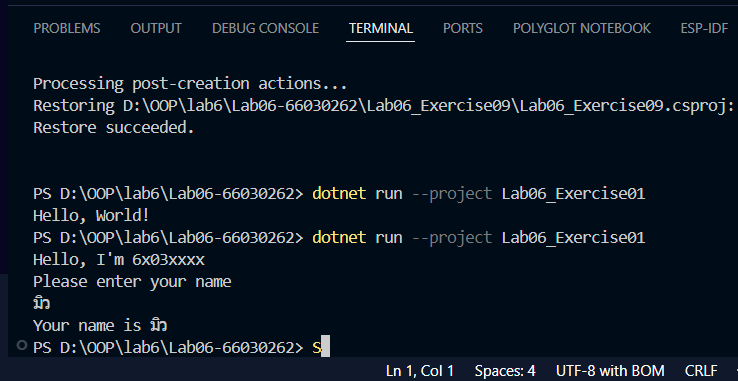 PROBLEMS OUTPUT DEBUG CONSOLE TERMINAL PORTS POLYGLOT NOTEBOOK ESP-IDF
Processing post-creation actions...
Restoring D:\OOP\lab6\Lab06-66030262\Lab06_Exercise09\Lab06_Exercise09.csproj:
Restore succeeded.
PS D:\OOP\lab6\Lab06-66030262> dotnet run --project Lab06_Exercise01
Hello, World!
PS D:\OOP\lab6\Lab06-66030262> dotnet run --project Lab06_Exercise01
Hello, I'm 6x03xxxx
Please enter your name
มิว
Your name is มิว
PS D:\OOP\lab6\Lab06-66030262> S
Ln 1, Col 1 Spaces: 4 UTF-8 with BOM CRLF